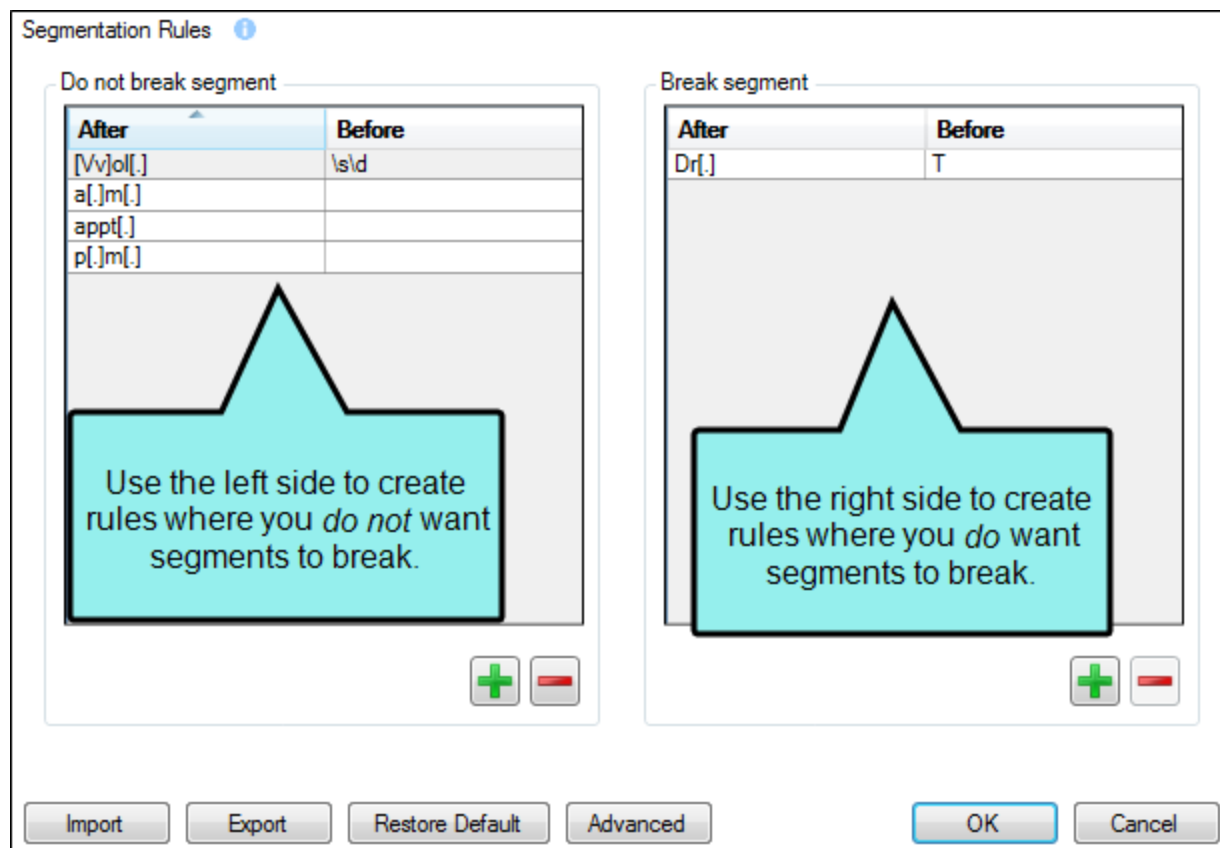 Segmentation Rules
Do not break segment
After Before
[Vv]ol[.] \s\d
a[.]m[.]
appt[.]
p[.]m[.]
Use the left side to create
rules where you do not want
segments to break.
Break segment
After Before
Dr[.] T
Use the right side to create
rules where you do want
segments to break.
Import Export Restore Default Advanced OK Cancel